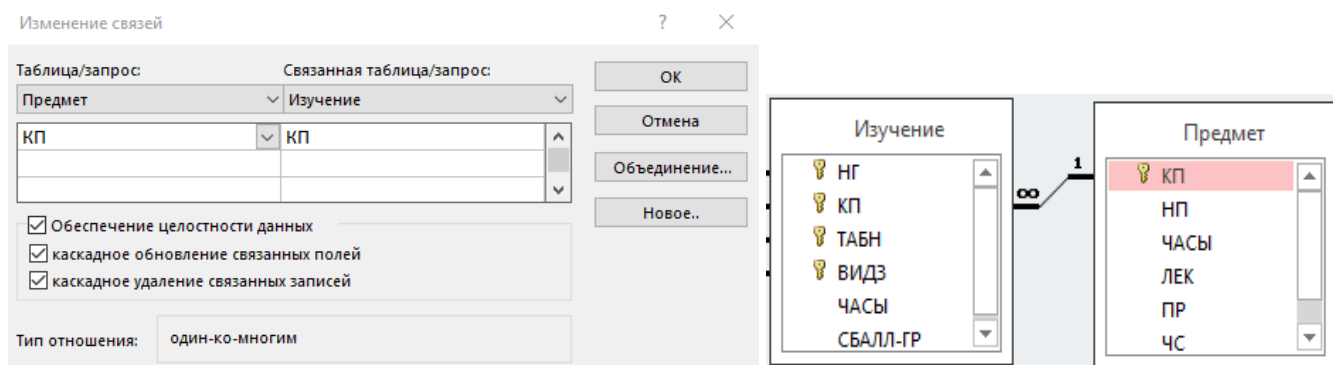 Изменение связей ? ×
Таблица/запрос: Связанная таблица/запрос:
Предмет Изучение
КП КП
Обеспечение целостности данных
каскадное обновление связанных полей
каскадное удаление связанных записей
Тип отношения: один-ко-многим
ОК
Отмена
Объединение...
Новое..
Изучение
НГ
КП
ТАБН
ВИДЗ
ЧАСЫ
СБАЛЛ-ГР
∞ 1
Предмет
КП
НП
ЧАСЫ
ЛЕК
ПР
ЧС